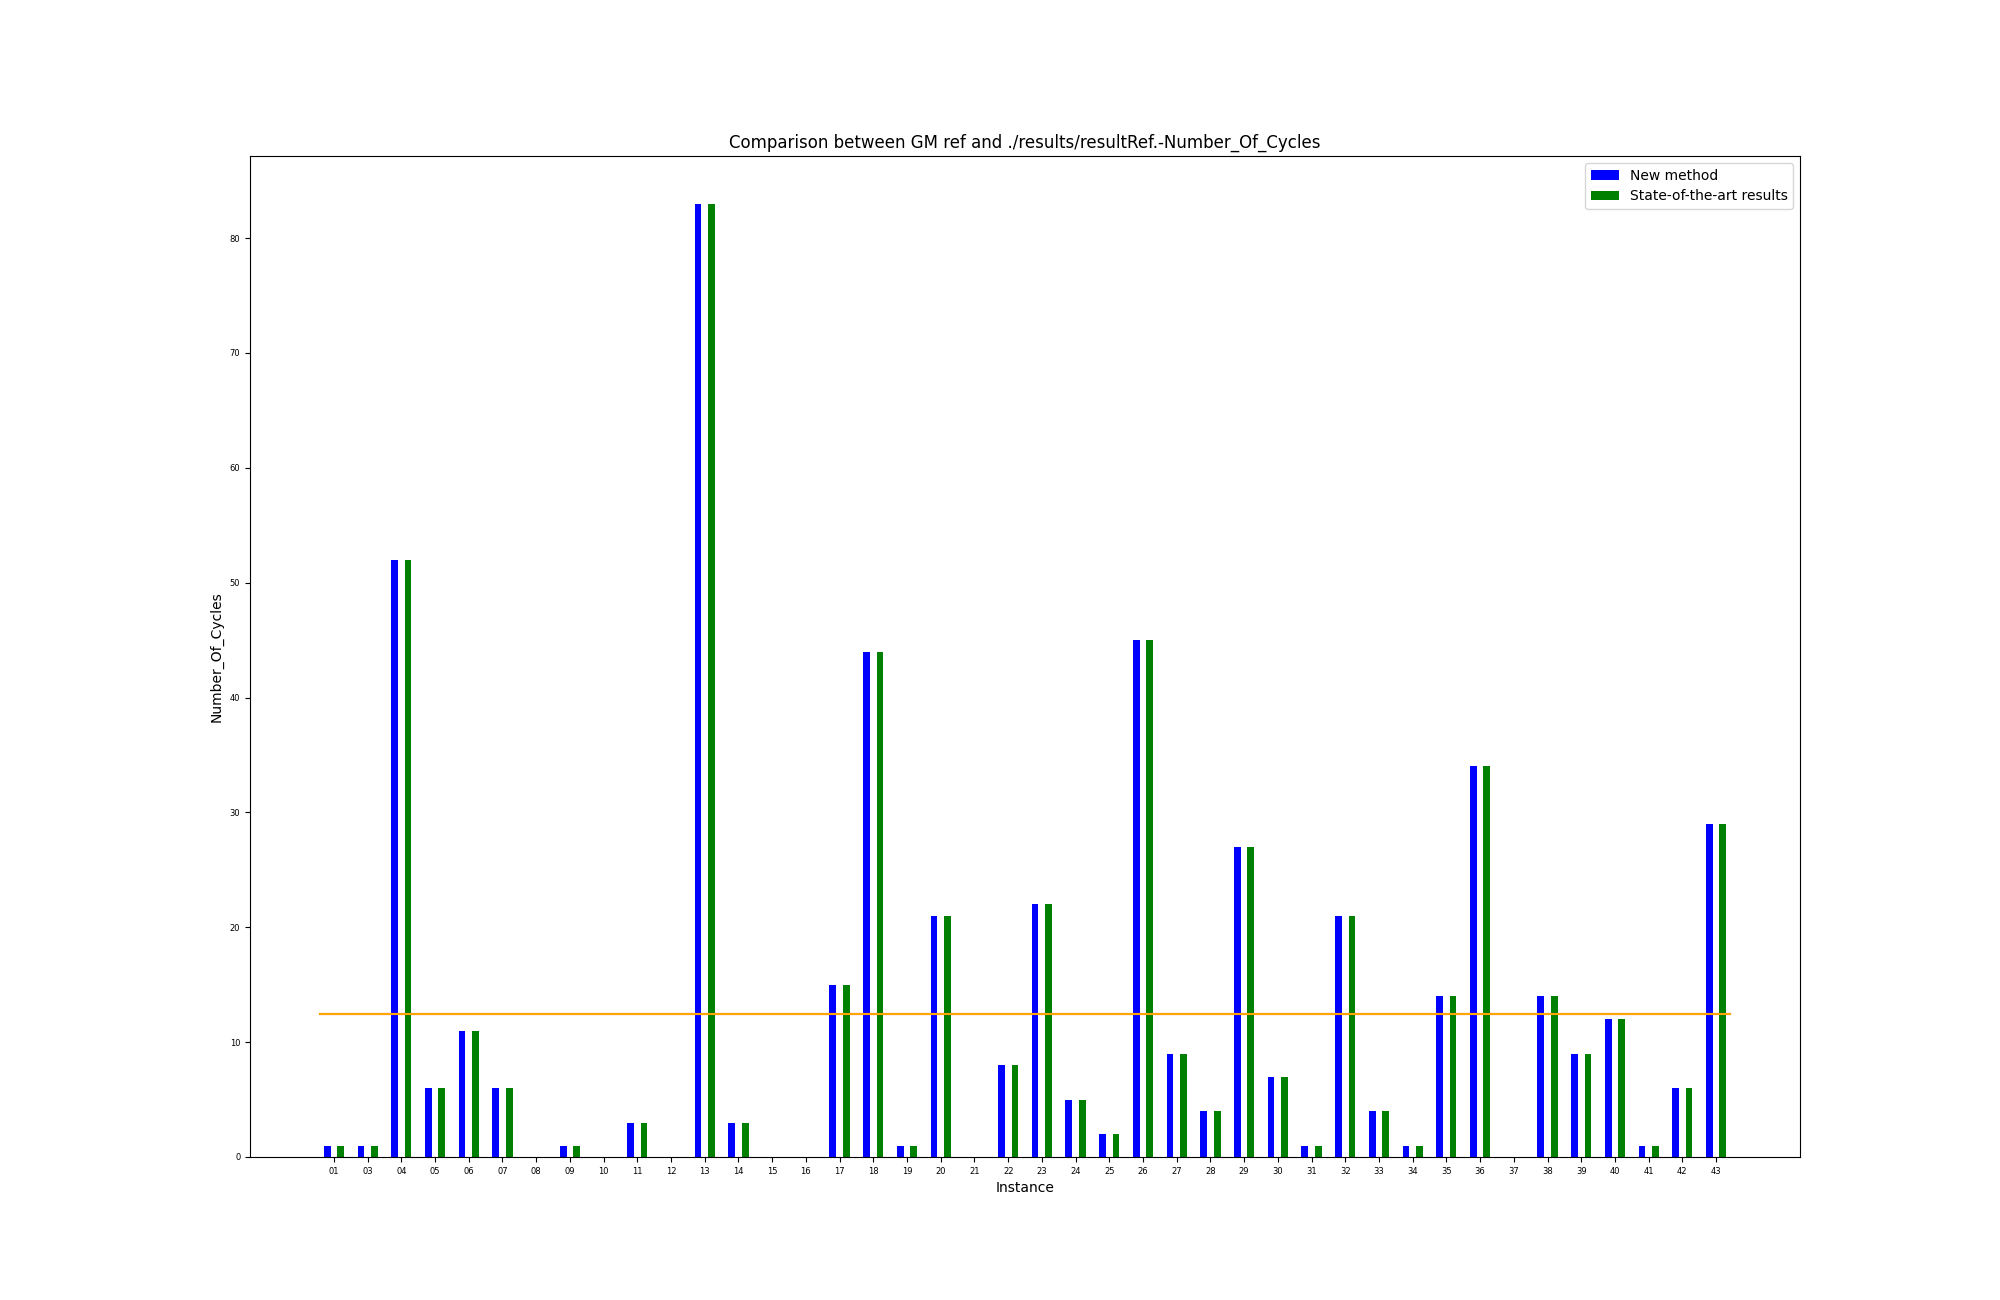 Comparison between GM ref and ./results/resultRef.-Number_Of_Cycles
New method
State-of-the-art results
80
70
60
50
40
30
20
10
0
Number_Of_Cycles
01 03 04 05 06 07 08 09 10 11 12 13 14 15 16 17 18 19 20 21 22 23 24 25 26 27 28 29 30 31 32 33 34 35 36 37 38 39 40 41 42 43
Instance